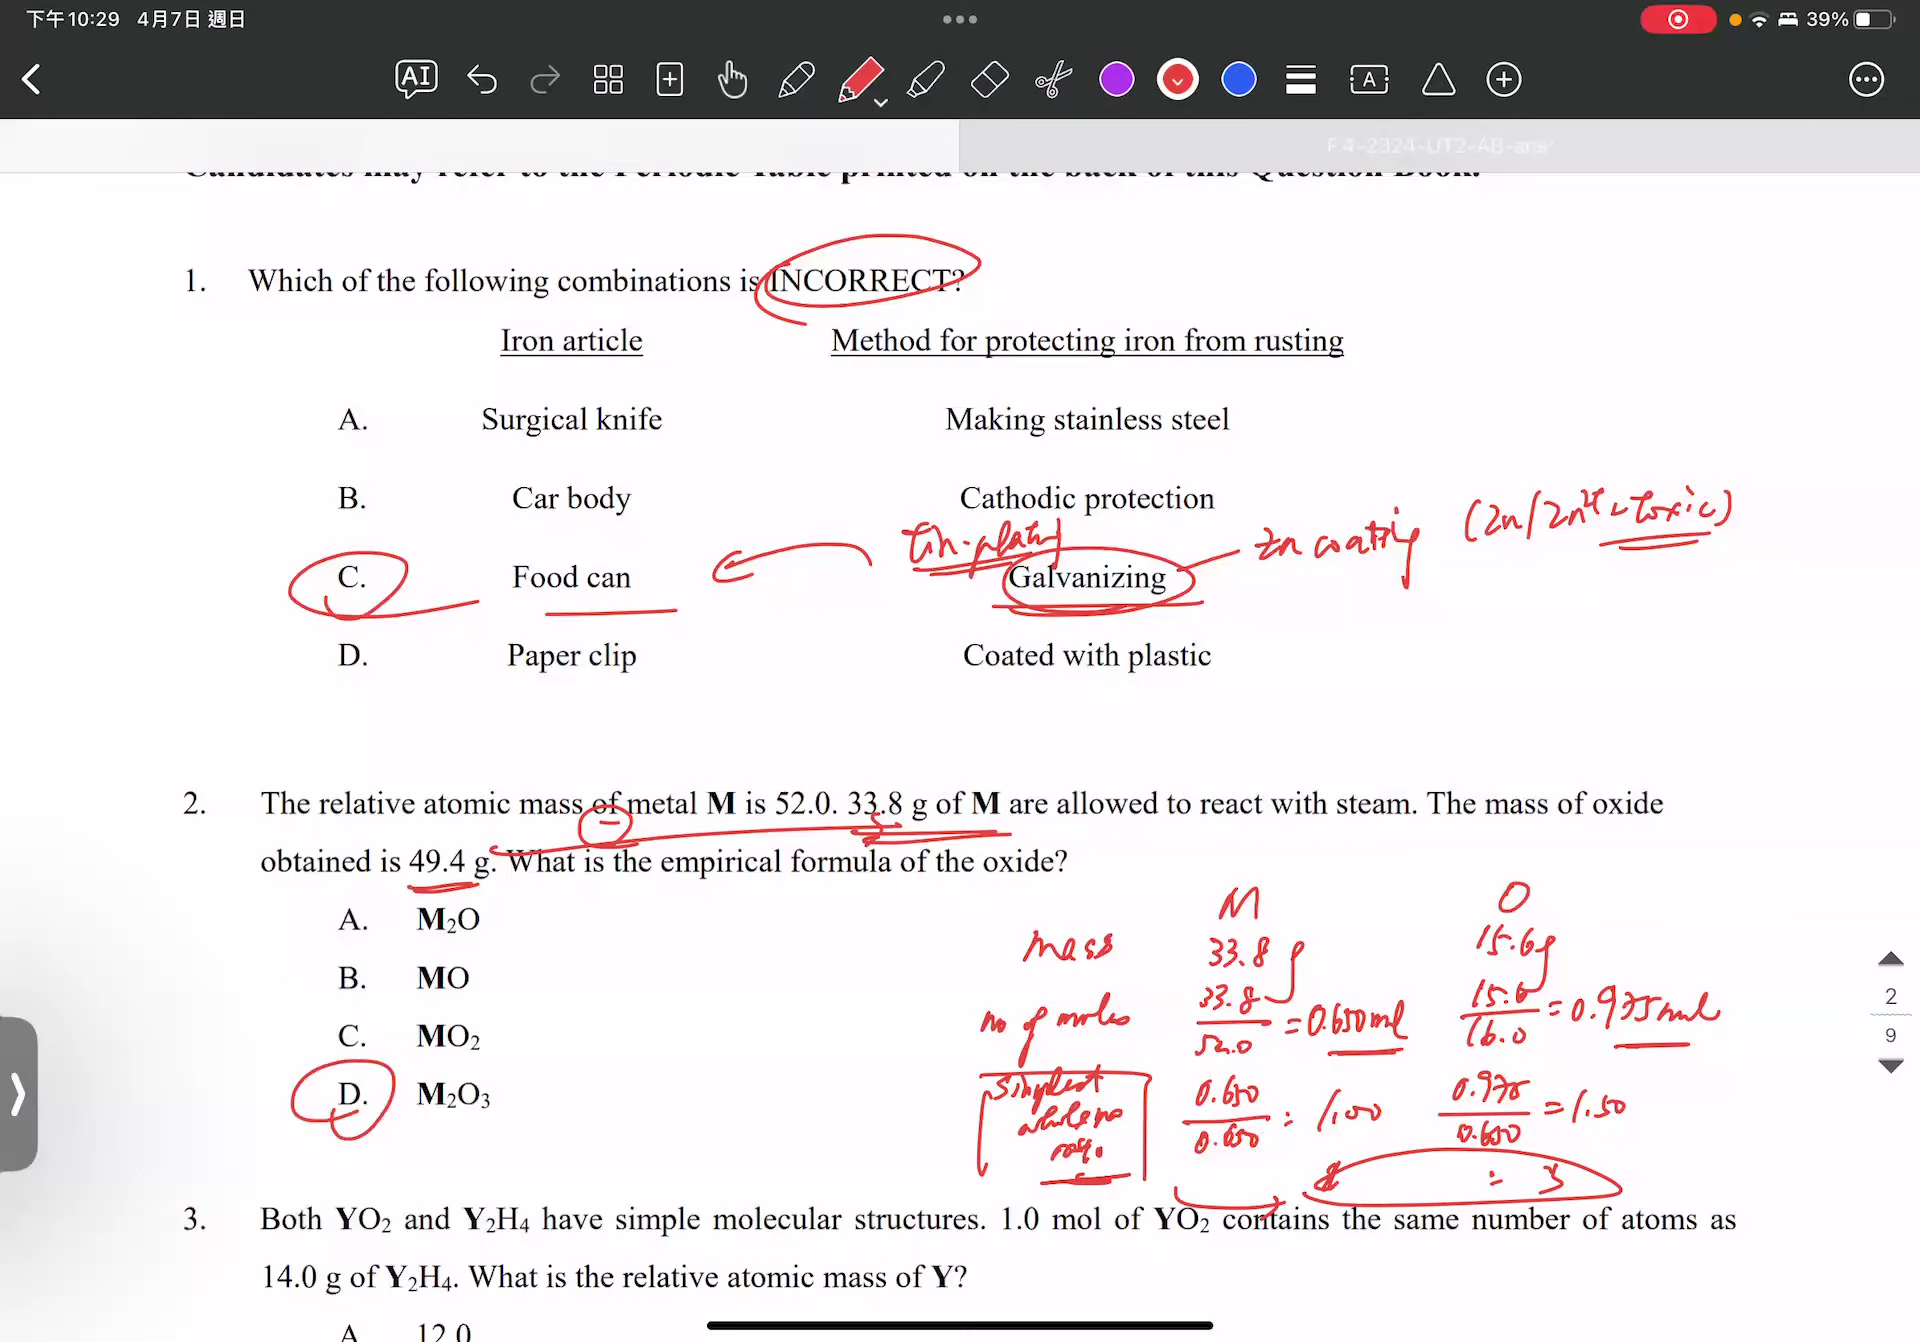 下午10:29 4月7日 週日
39%
F.4-2324-UT2-AB-ans
Candidates may refer to the Periodic Table printed on the back of this Question Book.
1. Which of the following combinations is INCORRECT?
Iron article Method for protecting iron from rusting
A. Surgical knife Making stainless steel
B. Car body Cathodic protection
tin-plating Zn coating (Zn/Zn²⁺ toxic)
C. Food can Galvanizing
D. Paper clip Coated with plastic
2. The relative atomic mass of metal M is 52.0. 33.8 g of M are allowed to react with steam. The mass of oxide
obtained is 49.4 g. What is the empirical formula of the oxide?
A. M₂O
B. MO
C. MO₂
D. M₂O₃
M O
mass 33.8 g 15.6 g
no of moles 33.8/52.0 = 0.650 mol 15.6/16.0 = 0.975 mol
simplest whole no ratio 0.650/0.650 = 1.00 0.975/0.650 = 1.50
2 : 3
3. Both YO₂ and Y₂H₄ have simple molecular structures. 1.0 mol of YO₂ contains the same number of atoms as
14.0 g of Y₂H₄. What is the relative atomic mass of Y?
A 12.0
2
9